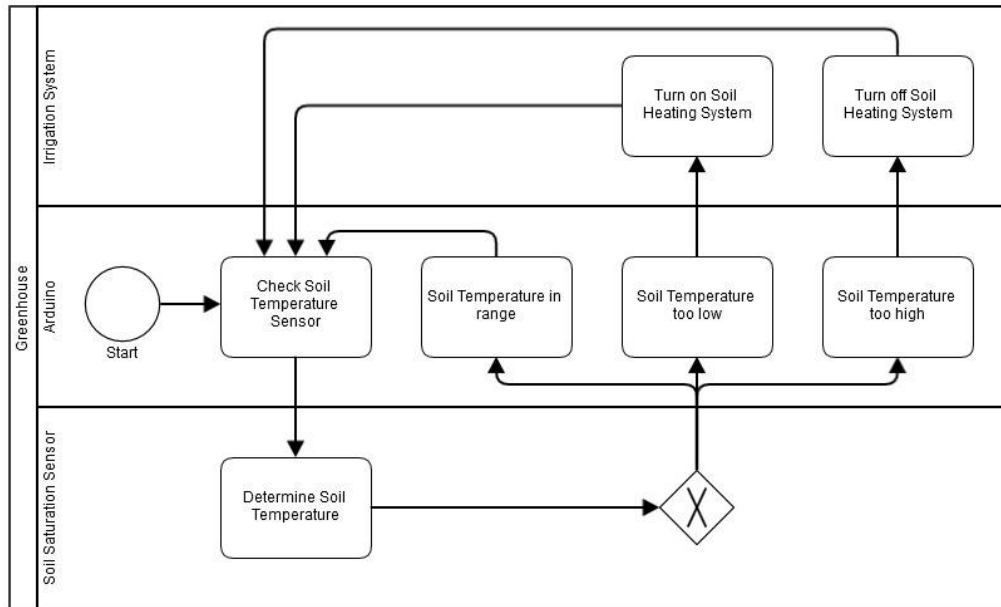 Greenhouse
Irrigation System
Turn on Soil
Heating System
Turn off Soil
Heating System
Arduino
Start
Check Soil
Temperature
Sensor
Soil Temperature in
range
Soil Temperature
too low
Soil Temperature
too high
Soil Saturation Sensor
Determine Soil
Temperature